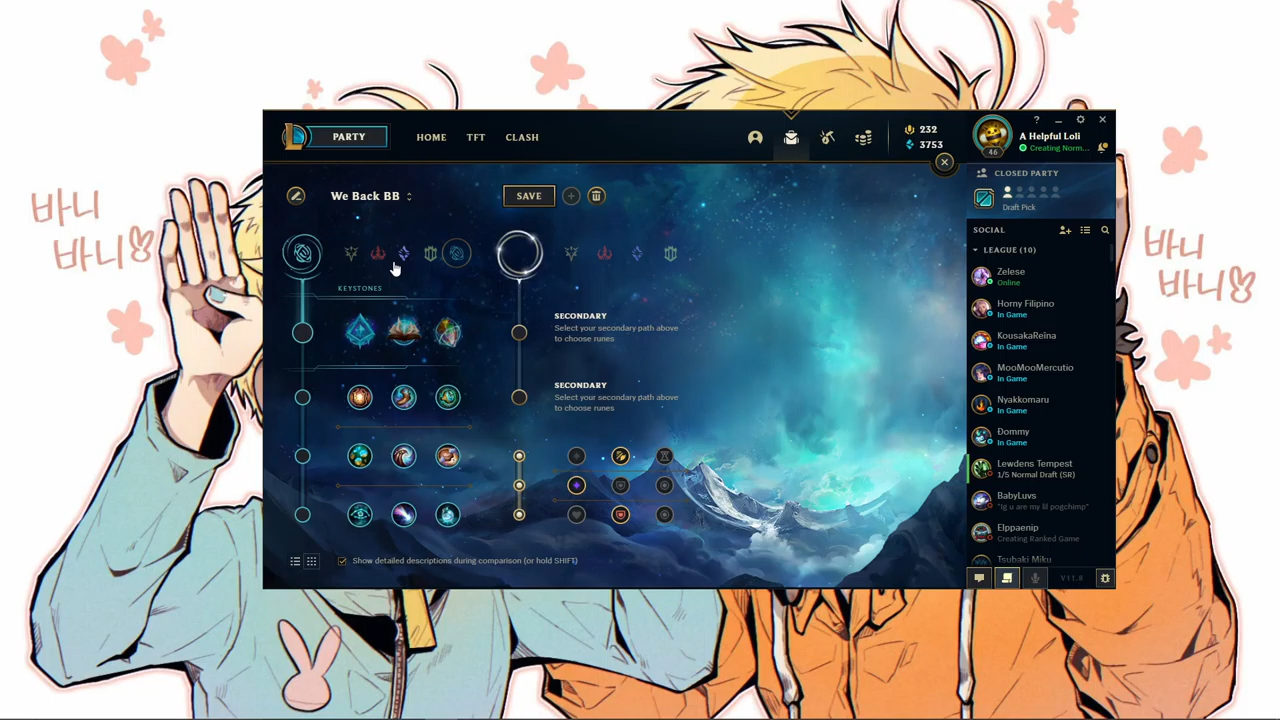 PARTY
HOME
TFT
CLASH
232
3753
?
A Helpful Loli
46
Creating Norm...
CLOSED PARTY
Draft Pick
We Back BB
SAVE
SOCIAL
LEAGUE (10)
KEYSTONES
Zelese
Online
Horny Filipino
In Game
SECONDARY
Select your secondary path above
to choose runes
KousakaReina
In Game
MooMooMercutio
In Game
SECONDARY
Select your secondary path above
to choose runes
Nyakkomaru
In Game
Dommy
In Game
Lewdens Tempest
1/5 Normal Draft (SR)
BabyLuvs
"Ig u are my lil pogchimp"
Elppaenip
Creating Ranked Game
Tsubaki Miku
Show detailed descriptions during comparison (or hold SHIFT)
V11.8
바니
바니
바니
바니